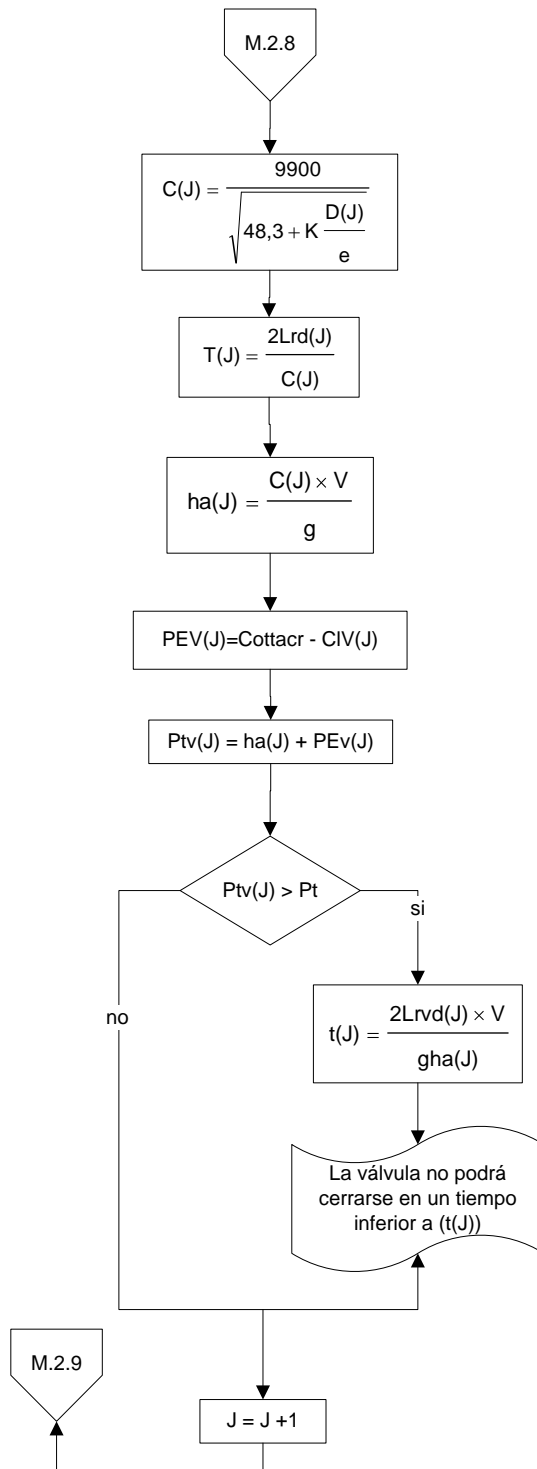 M.2.8
C(J) = 9900 / √(48,3 + K D(J)/e)
T(J) = 2Lrd(J) / C(J)
ha(J) = C(J) × V / g
PEV(J)=Cottacr - CIV(J)
Ptv(J) = ha(J) + PEv(J)
Ptv(J) > Pt
si
no
t(J) = 2Lrvd(J) × V / gha(J)
La válvula no podrá
cerrarse en un tiempo
inferior a (t(J))
M.2.9
J = J +1